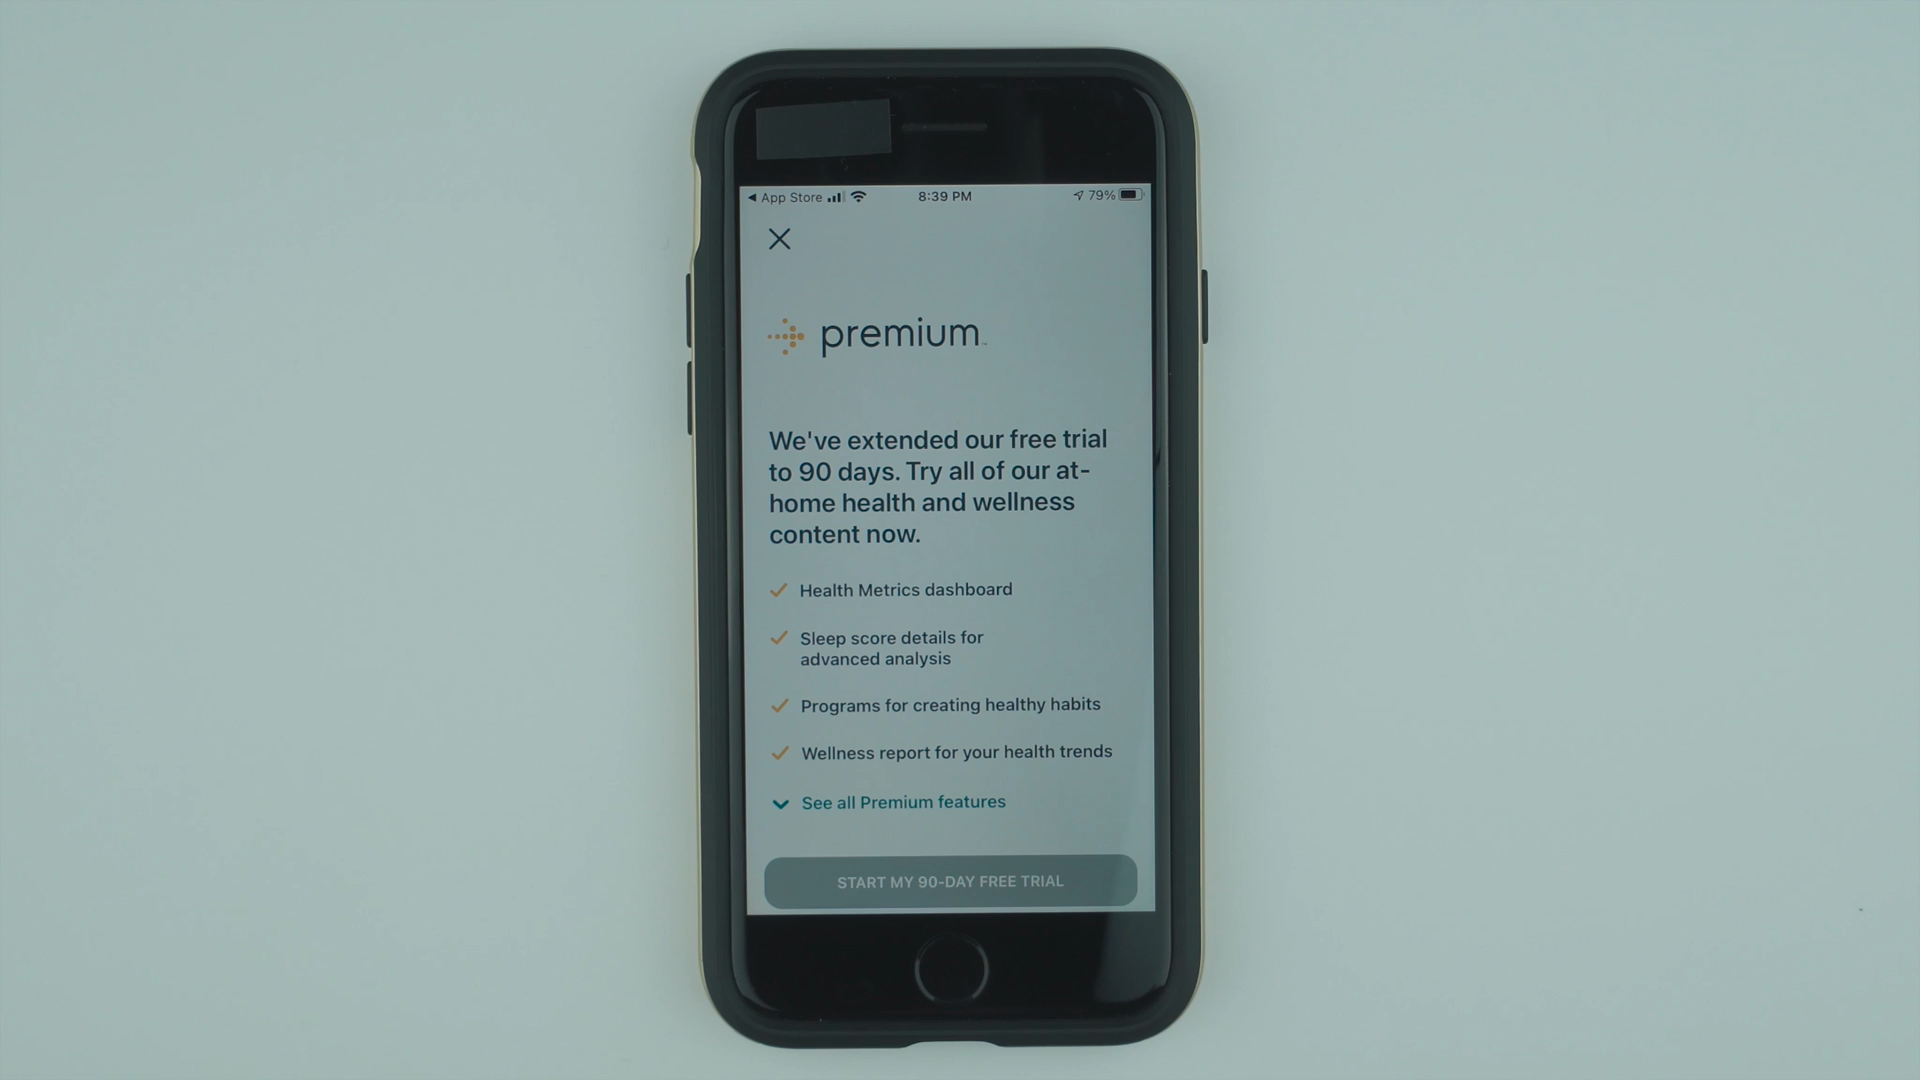 App Store 8:39 PM 79%
premium™
We've extended our free trial
to 90 days. Try all of our at-
home health and wellness
content now.
Health Metrics dashboard
Sleep score details for
advanced analysis
Programs for creating healthy habits
Wellness report for your health trends
See all Premium features
START MY 90-DAY FREE TRIAL